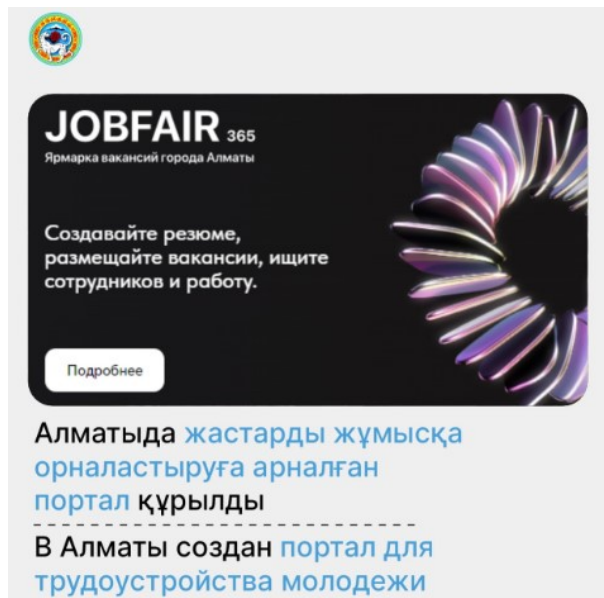 JOBFAIR 365
Ярмарка вакансий города Алматы
Создавайте резюме,
размещайте вакансии, ищите
сотрудников и работу.
Подробнее
Алматыда жастарды жұмысқа
орналастыруға арналған
портал құрылды
В Алматы создан портал для
трудоустройства молодежи